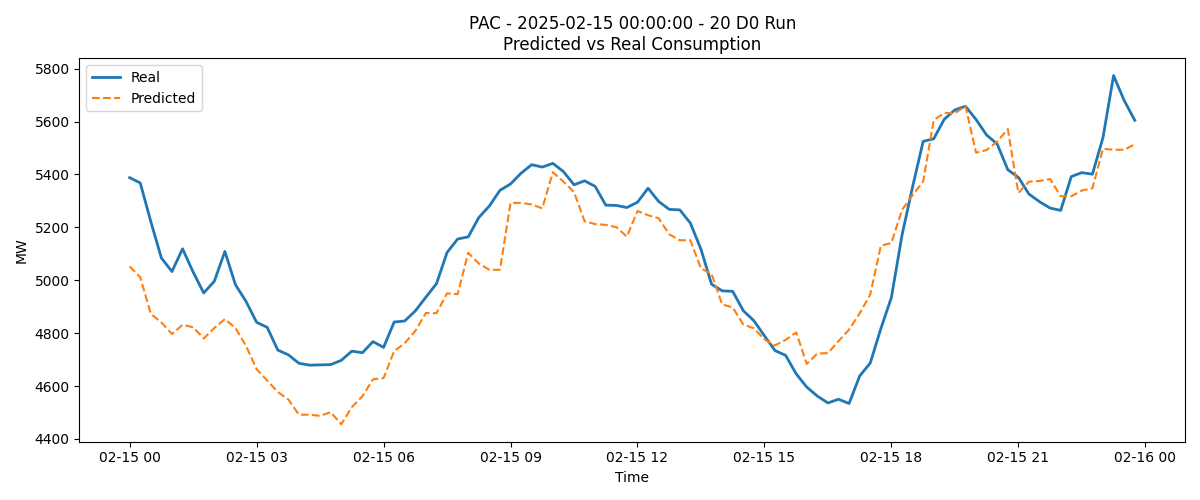 PAC - 2025-02-15 00:00:00 - 20 D0 Run
Predicted vs Real Consumption
Real
Predicted
5800
5600
5400
5200
5000
4800
4600
4400
MW
02-15 00
02-15 03
02-15 06
02-15 09
02-15 12
02-15 15
02-15 18
02-15 21
02-16 00
Time